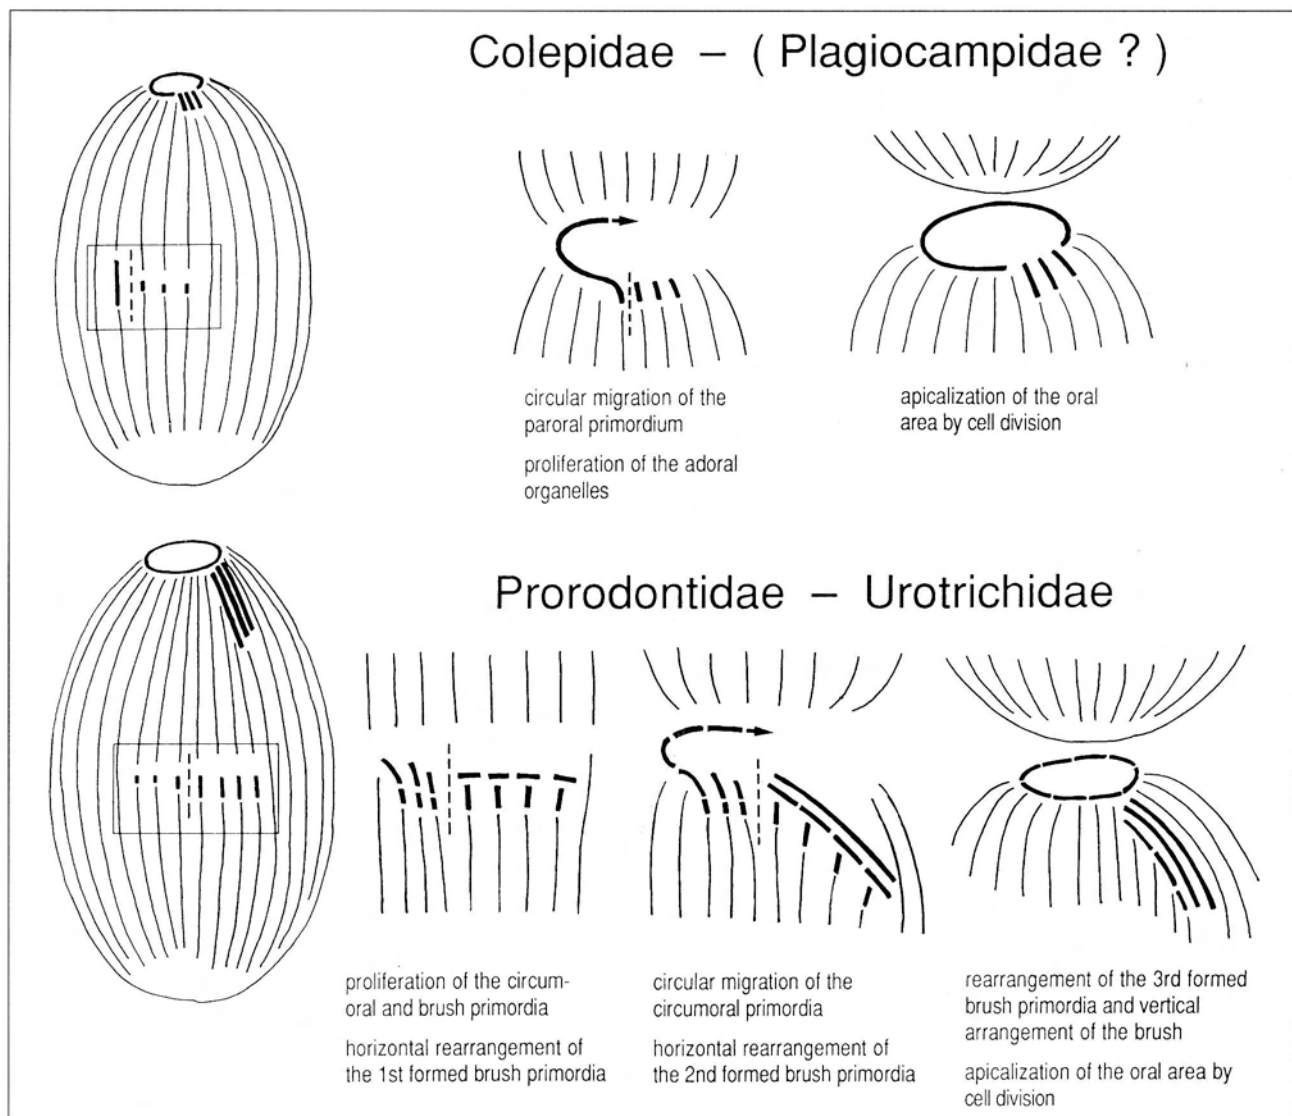 Colepidae – ( Plagiocampidae ? )
circular migration of the
paroral primordium
proliferation of the adoral
organelles
apicalization of the oral
area by cell division
Prorodontidae – Urotrichidae
proliferation of the circum-
oral and brush primordia
horizontal rearrangement of
the 1st formed brush primordia
circular migration of the
circumoral primordia
horizontal rearrangement of
the 2nd formed brush primordia
rearrangement of the 3rd formed
brush primordia and vertical
arrangement of the brush
apicalization of the oral area by
cell division